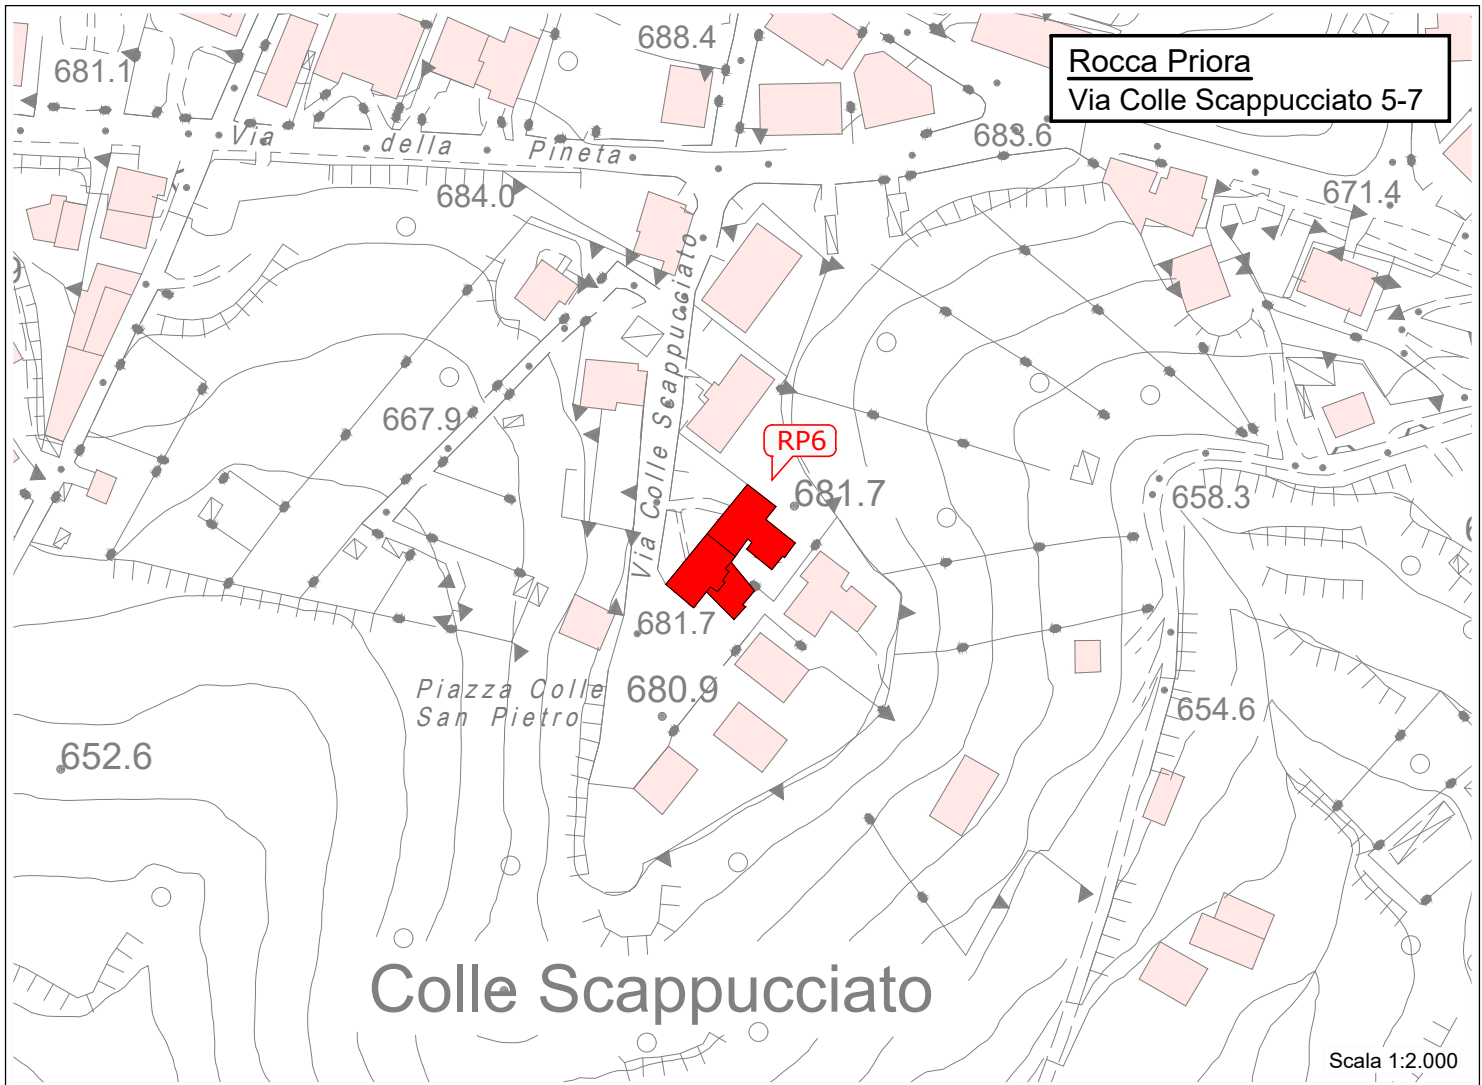 688.4
681.1
Rocca Priora
Via Colle Scappucciato 5-7
683.6
Via della Pineta
684.0
671.4
Via Colle Scappucciato
667.9
RP6
681.7
658.3
681.7
Piazza Colle
San Pietro
680.9
654.6
652.6
Colle Scappucciato
Scala 1:2.000